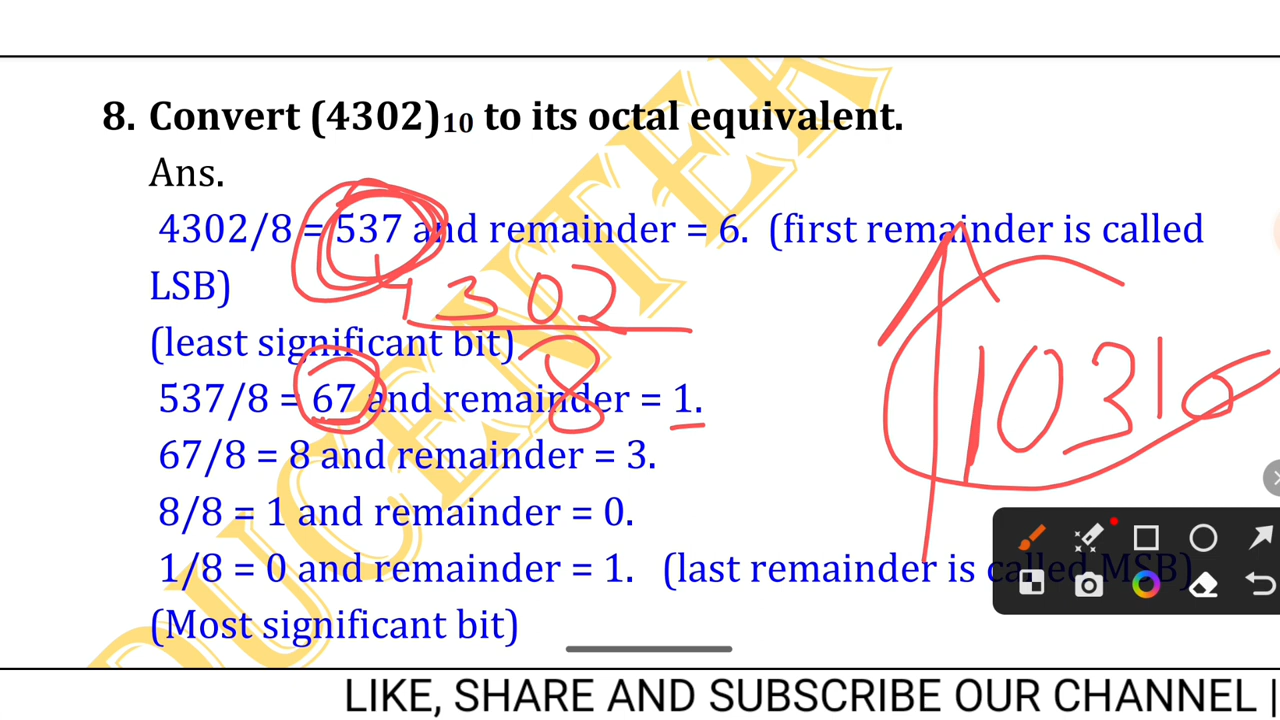 8. Convert (4302)₁₀ to its octal equivalent.
Ans.
4302/8 = 537 and remainder = 6. (first remainder is called
LSB)
4302
(least significant bit)
8
10316
537/8 = 67 and remainder = 1.
67/8 = 8 and remainder = 3.
8/8 = 1 and remainder = 0.
1/8 = 0 and remainder = 1. (last remainder is called MSB)
(Most significant bit)
LIKE, SHARE AND SUBSCRIBE OUR CHANNEL |
DUCENTER